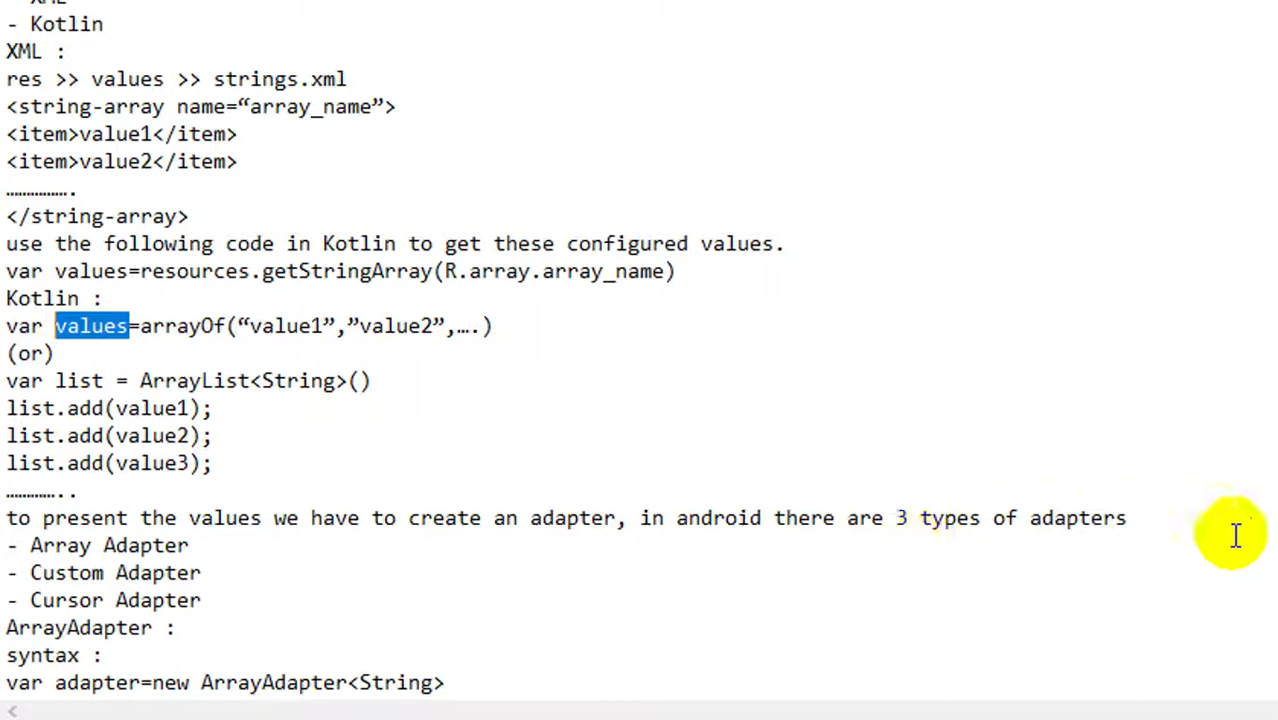 - Kotlin
XML :
res >> values >> strings.xml
<string-array name=“array_name”>
<item>value1</item>
<item>value2</item>
…………….
</string-array>
use the following code in Kotlin to get these configured values.
var values=resources.getStringArray(R.array.array_name)
Kotlin :
var values=arrayOf(“value1”,”value2”,….)
(or)
var list = ArrayList<String>()
list.add(value1);
list.add(value2);
list.add(value3);
…………..
to present the values we have to create an adapter, in android there are 3 types of adapters
- Array Adapter
- Custom Adapter
- Cursor Adapter
ArrayAdapter :
syntax :
var adapter=new ArrayAdapter<String>